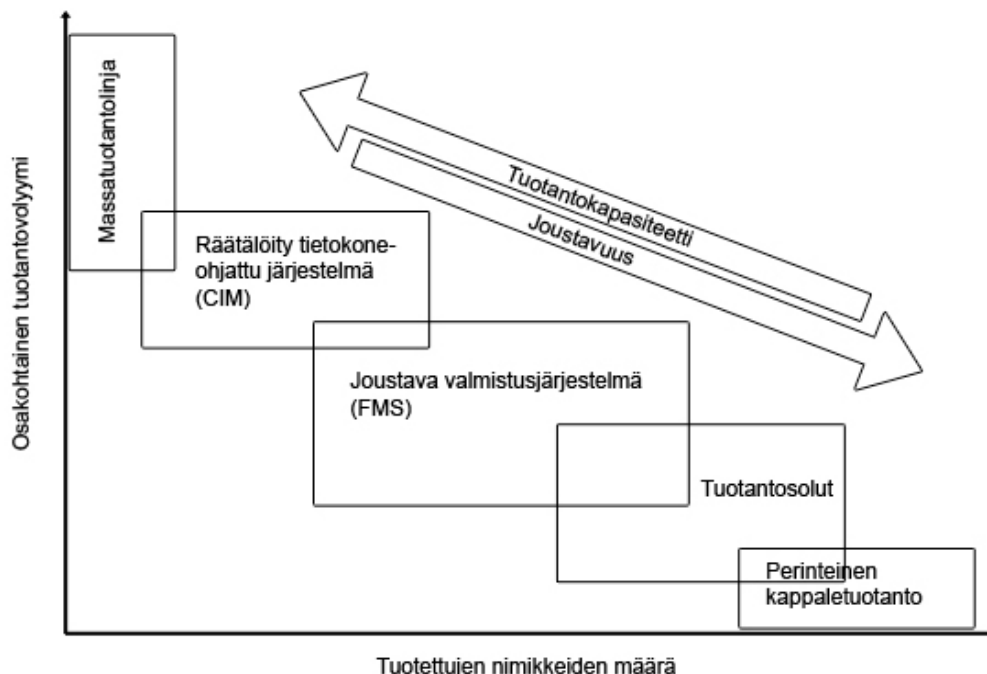 Osakohtainen tuotantovolyymi
Massatuotantolinja
Räätälöity tietokone-
ohjattu järjestelmä
(CIM)
Tuotantokapasiteetti
Joustavuus
Joustava valmistusjärjestelmä
(FMS)
Tuotantosolut
Perinteinen
kappaletuotanto
Tuotettujen nimikkeiden määrä